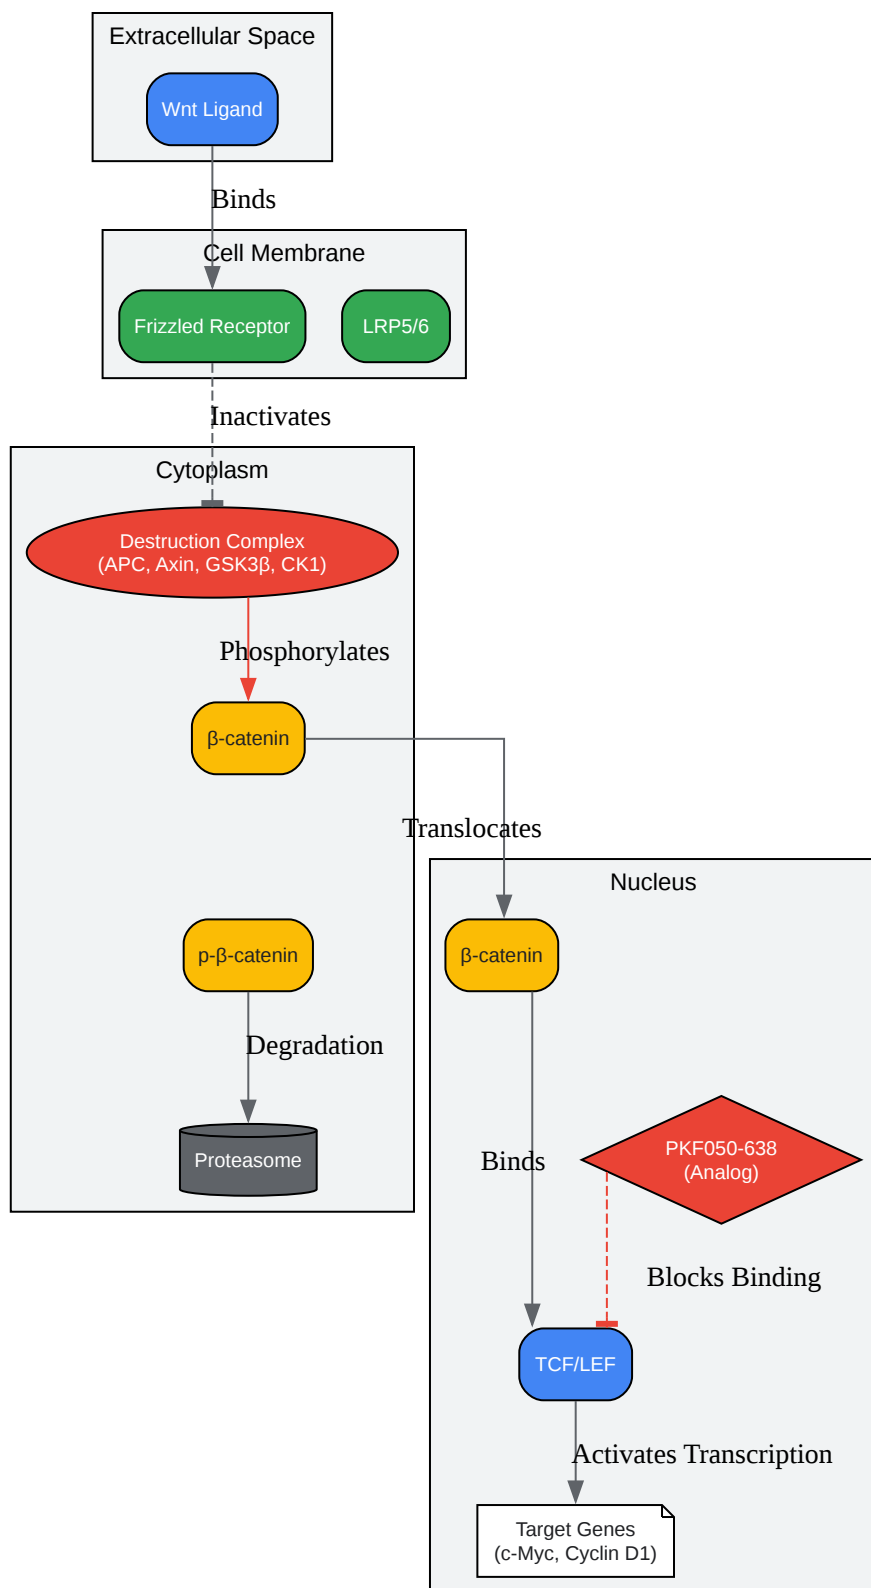 Extracellular Space
Wnt Ligand
Binds
Cell Membrane
Frizzled Receptor
LRP5/6
Inactivates
Cytoplasm
Destruction Complex
(APC, Axin, GSK3β, CK1)
Phosphorylates
β-catenin
Translocates
Nucleus
p-β-catenin
β-catenin
Degradation
Proteasome
Binds
PKF050-638
(Analog)
Blocks Binding
TCF/LEF
Activates Transcription
Target Genes
(c-Myc, Cyclin D1)